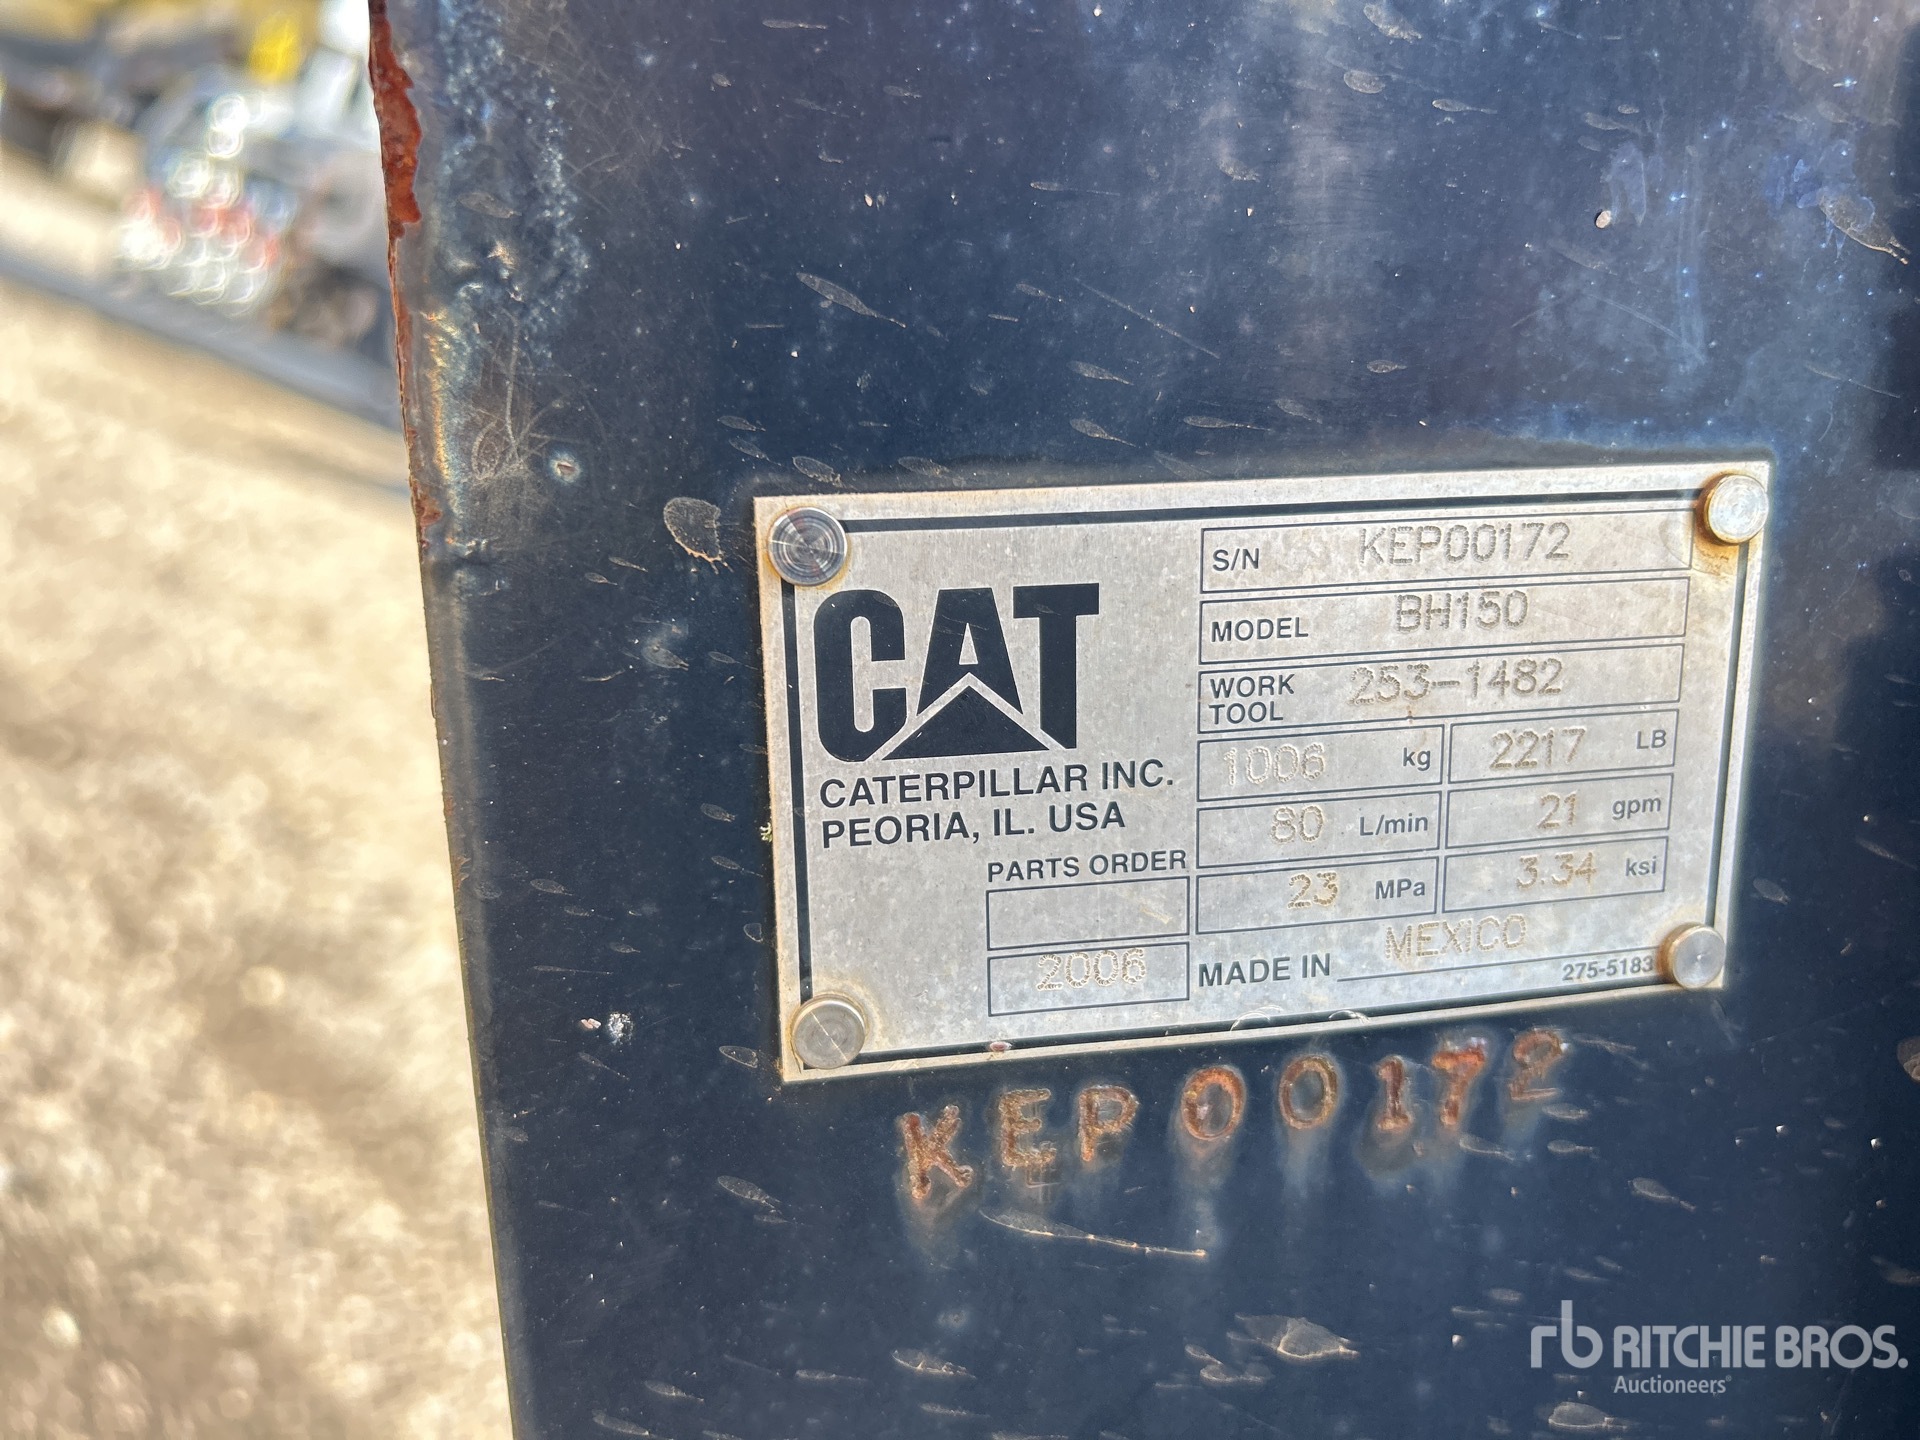 CAT
CATERPILLAR INC.
PEORIA, IL. USA
PARTS ORDER
2006
S/N KEP00172
MODEL BH150
WORK TOOL 253-1482
1006 kg 2217 LB
80 L/min 21 gpm
23 MPa 3.34 ksi
MADE IN MEXICO
275-5183
KEP00172
rb RITCHIE BROS.
Auctioneers